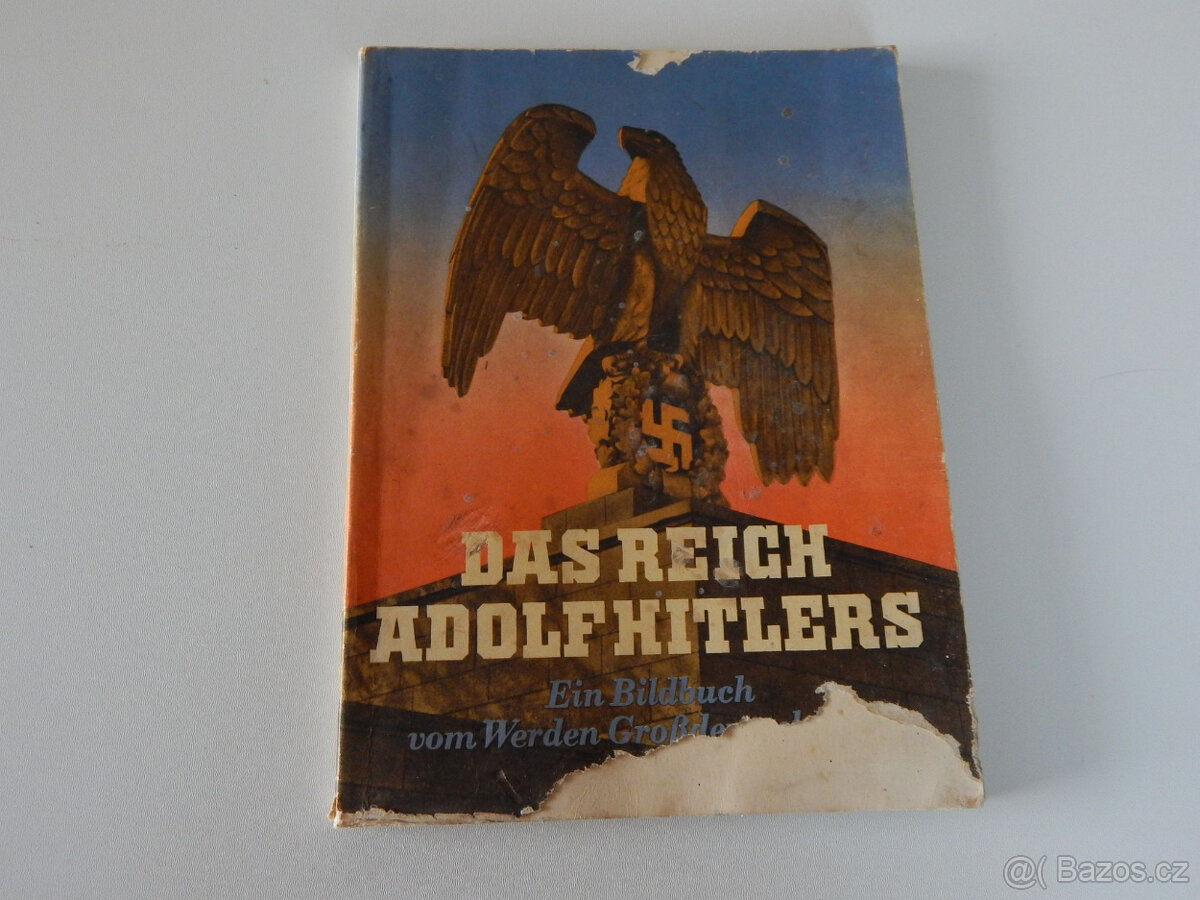 DAS REICH
ADOLF HITLERS
Ein Bildbuch
vom Werden
@( Bazos.cz